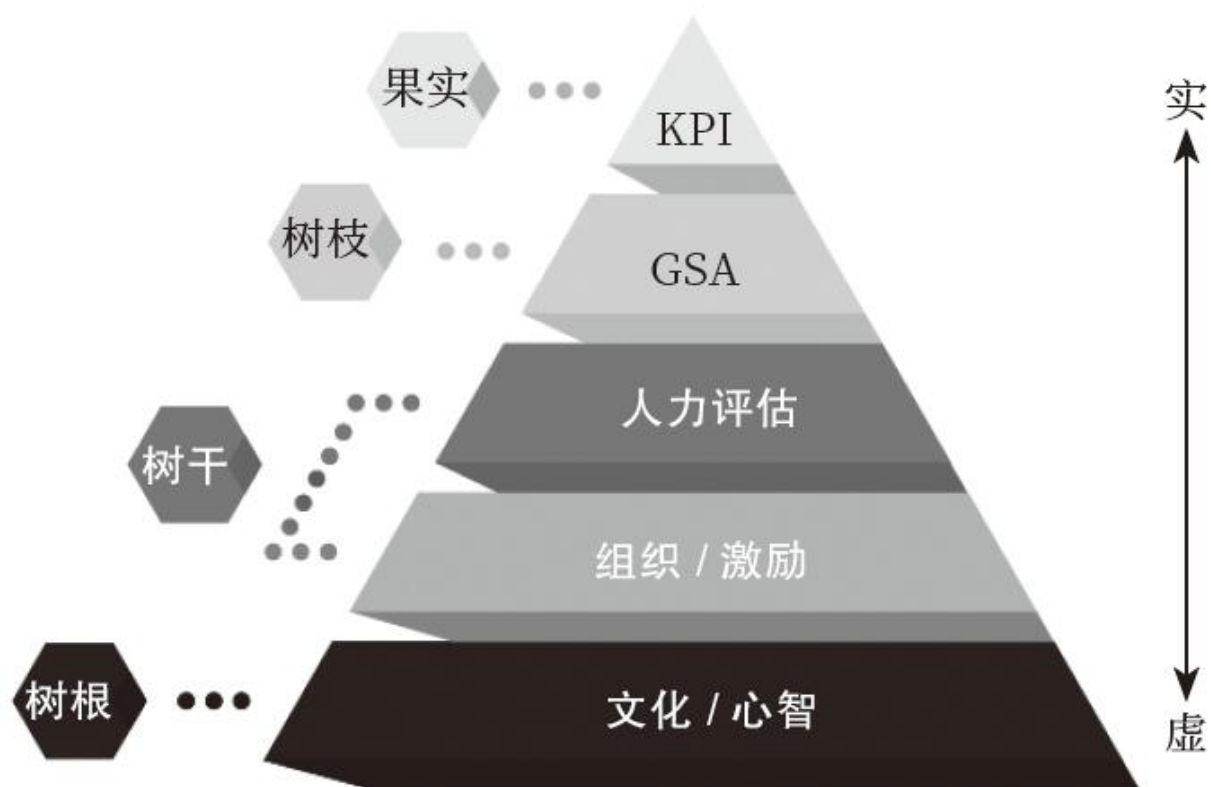 果实
KPI
实
树枝
GSA
人力评估
树干
组织 / 激励
树根
文化 / 心智
虚